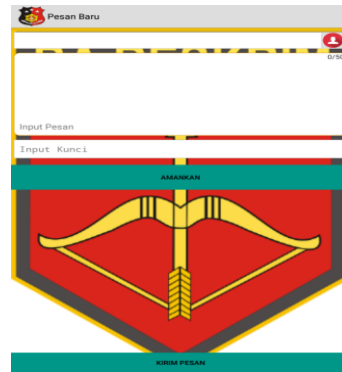 Pesan Baru
0/50
Input Pesan
Input Kunci
AMANKAN
KIRIM PESAN